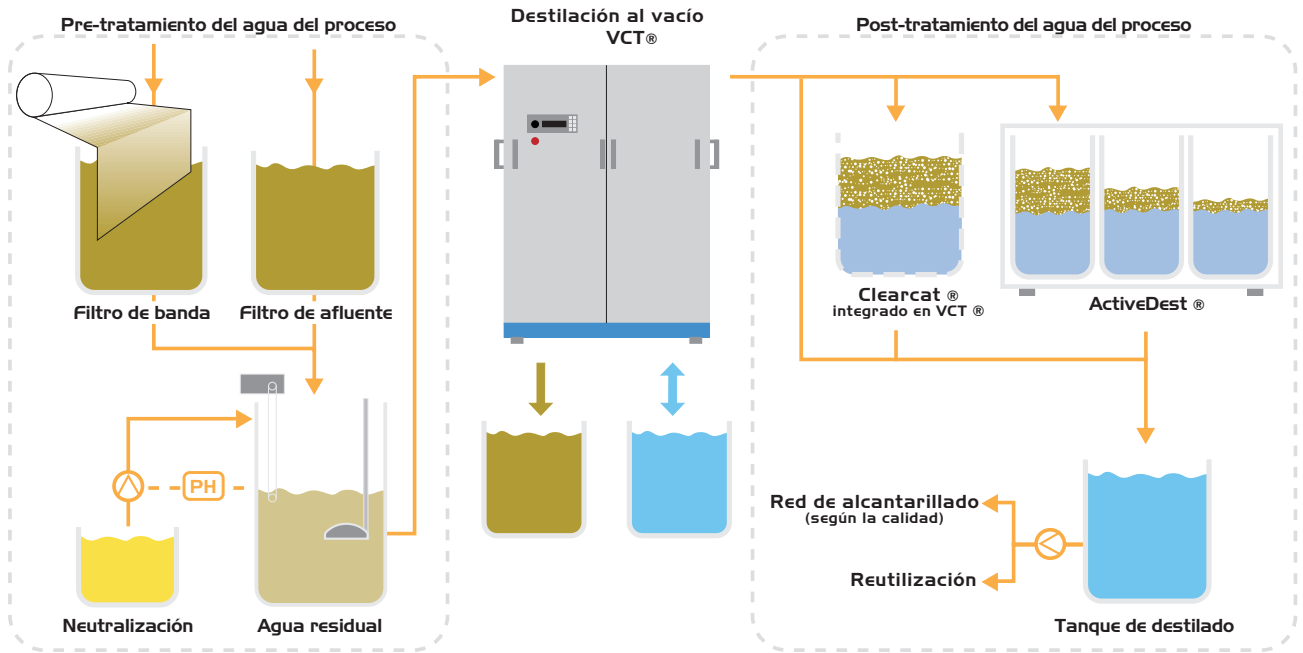 Pre-tratamiento del agua del proceso
Destilación al vacío
VCT®
Post-tratamiento del agua del proceso
Filtro de banda
Filtro de afluente
Clearcat ®
integrado en VCT ®
ActiveDest ®
PH
Neutralización
Agua residual
Red de alcantarillado
(según la calidad)
Reutilización
Tanque de destilado